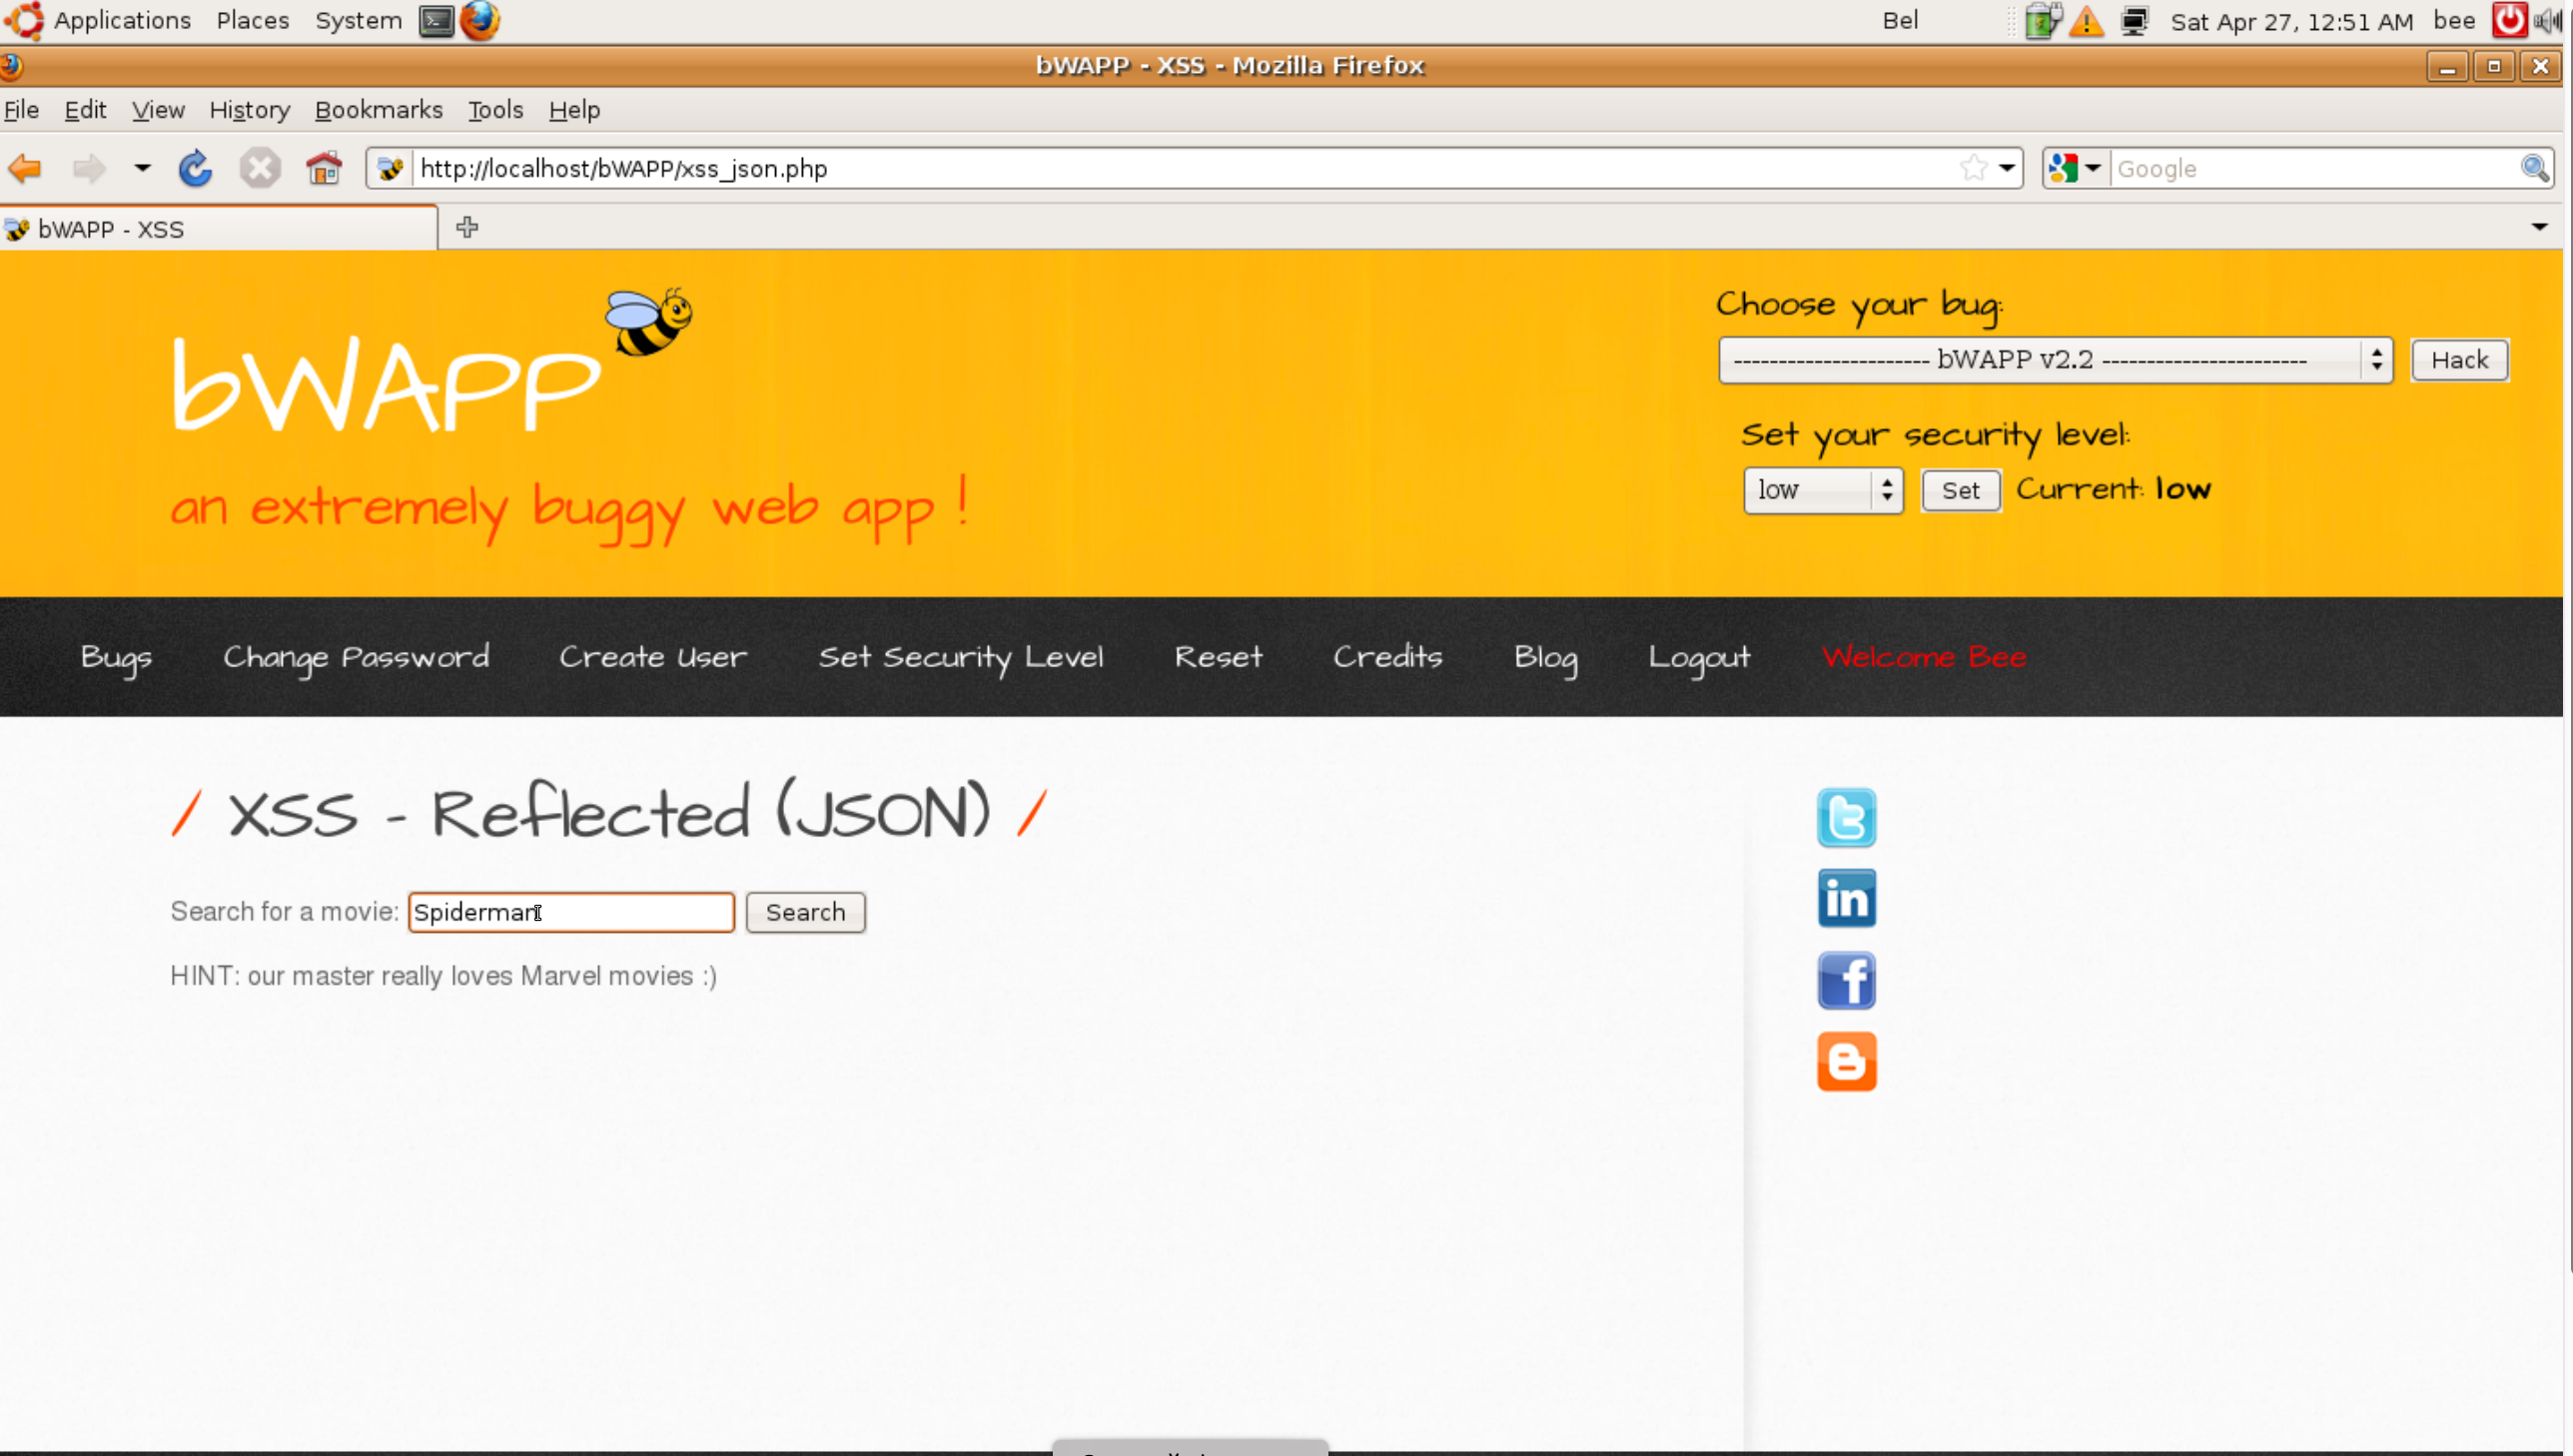 Applications Places System Bel Sat Apr 27, 12:51 AM bee
bWAPP - XSS - Mozilla Firefox
File Edit View History Bookmarks Tools Help
http://localhost/bWAPP/xss_json.php Google
bWAPP - XSS
Choose your bug:
bWAPP
---------------------- bWAPP v2.2 ----------------------- Hack
Set your security level:
low Set Current: low
an extremely buggy web app !
Bugs Change Password Create User Set Security Level Reset Credits Blog Logout Welcome Bee
/ XSS - Reflected (JSON) /
Search for a movie: Spiderman Search
HINT: our master really loves Marvel movies :)